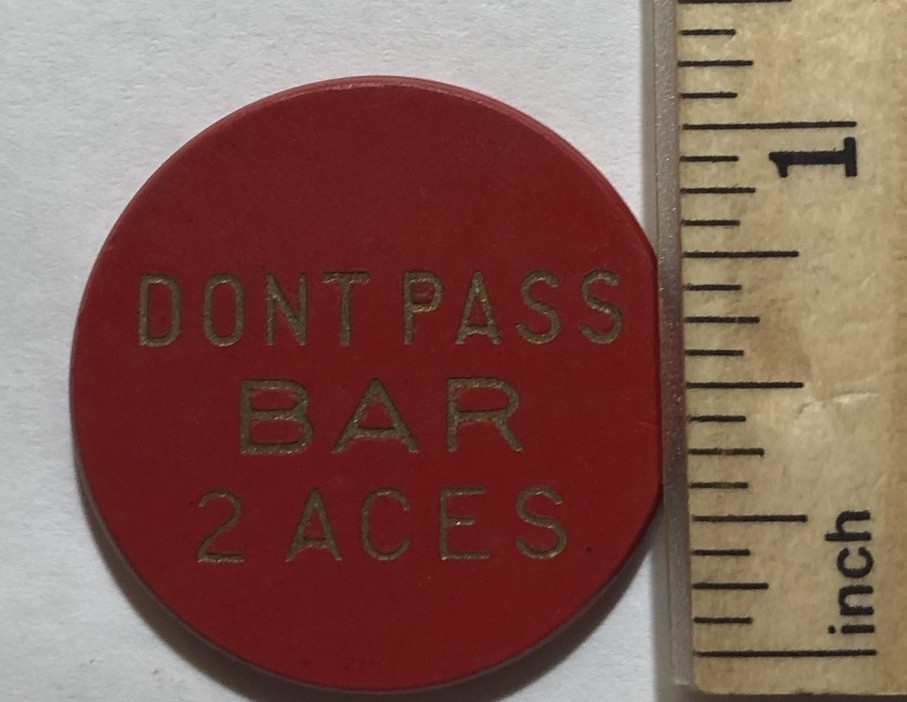 DONT PASS
BAR
2 ACES
1
inch